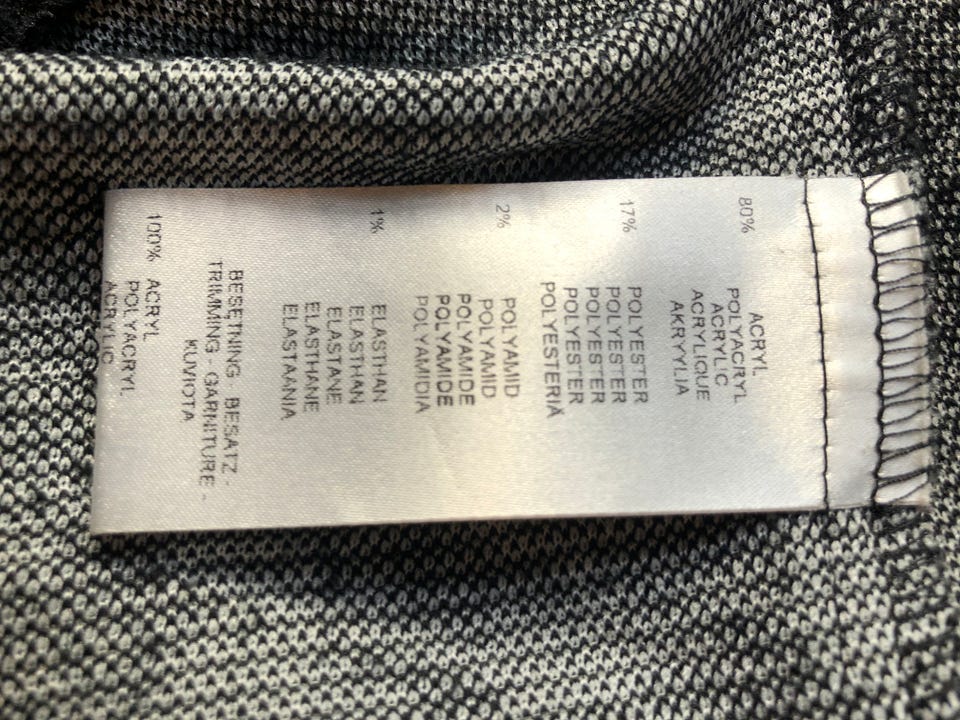 80% ACRYL
POLYACRYL
ACRYLIC
ACRYLIQUE
AKRYYLIA
17% POLYESTER
POLYESTER
POLYESTER
POLYESTER
POLYESTERIÄ
2% POLYAMID
POLYAMID
POLYAMIDE
POLYAMIDE
POLYAMIDIA
1% ELASTHAN
ELASTHAN
ELASTANE
ELASTHANE
ELASTAANIA
BESETNING - BESATZ -
TRIMMING - GARNITURE -
KUVIOTA
100% ACRYL
POLYACRYL
ACRYLIC